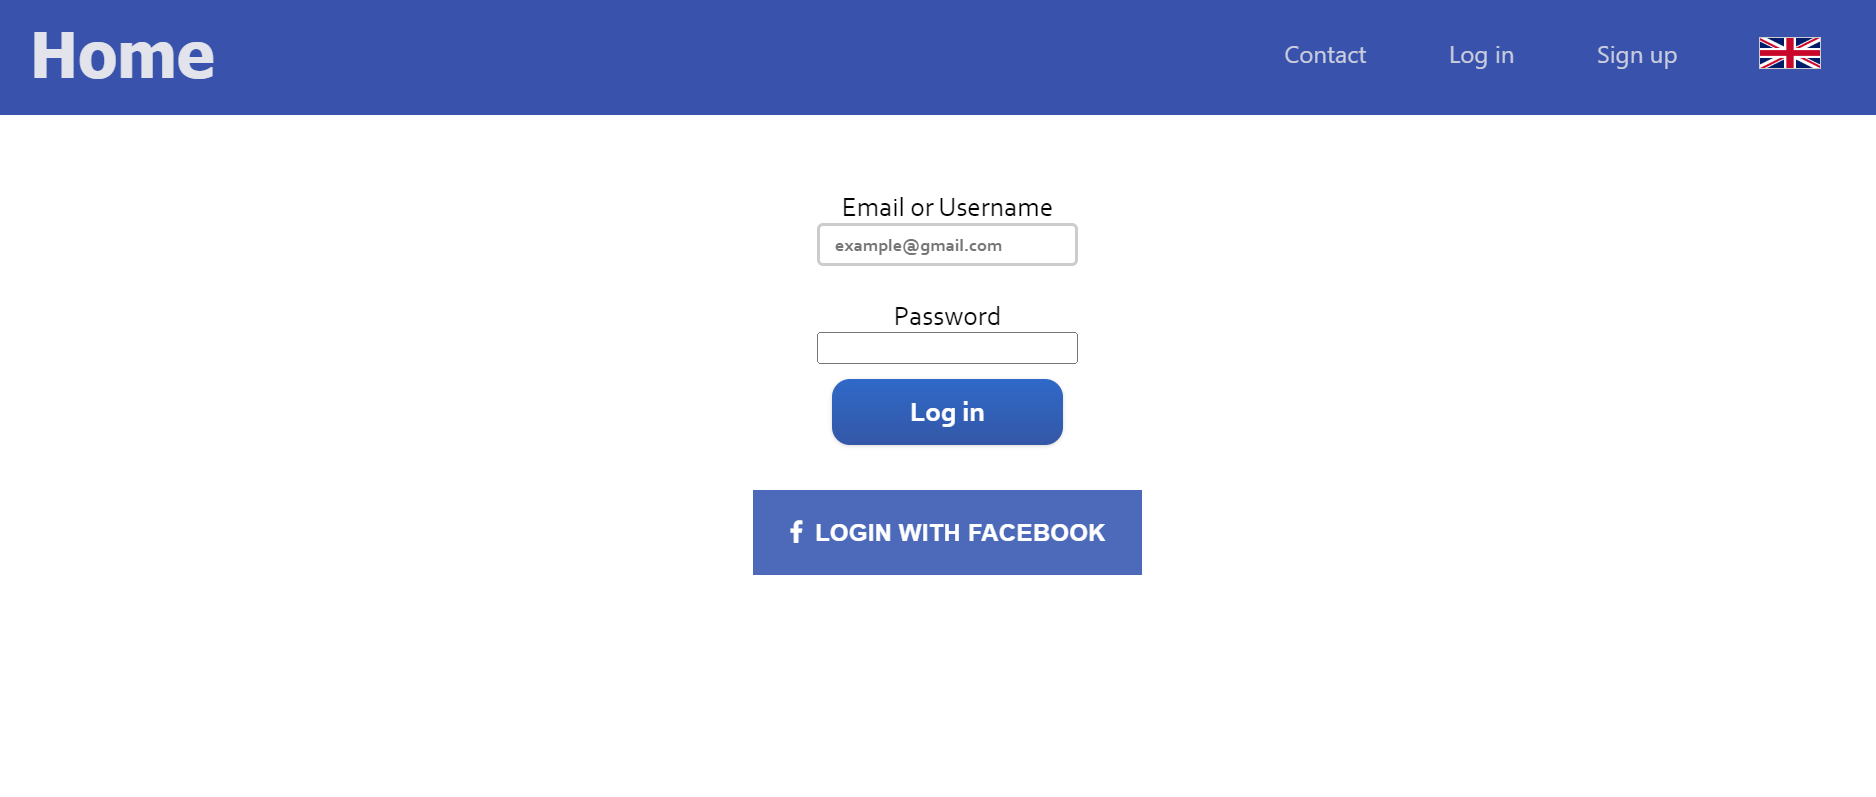 Home
Contact
Log in
Sign up
Email or Username
example@gmail.com
Password
Log in
LOGIN WITH FACEBOOK